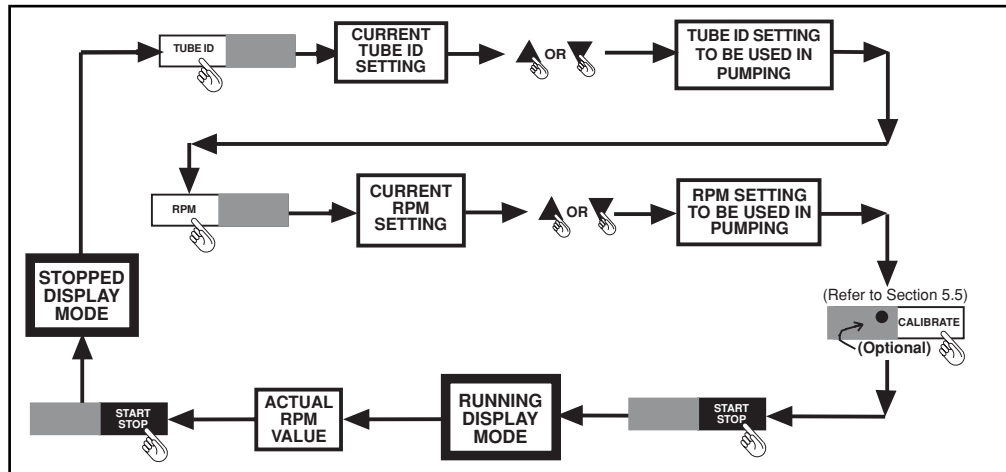 TUBE ID
CURRENT
TUBE ID
SETTING
OR
TUBE ID SETTING
TO BE USED IN
PUMPING
RPM
CURRENT
RPM
SETTING
OR
RPM SETTING
TO BE USED IN
PUMPING
(Refer to Section 5.5)
CALIBRATE
(Optional)
START
STOP
RUNNING
DISPLAY
MODE
ACTUAL
RPM
VALUE
START
STOP
STOPPED
DISPLAY
MODE